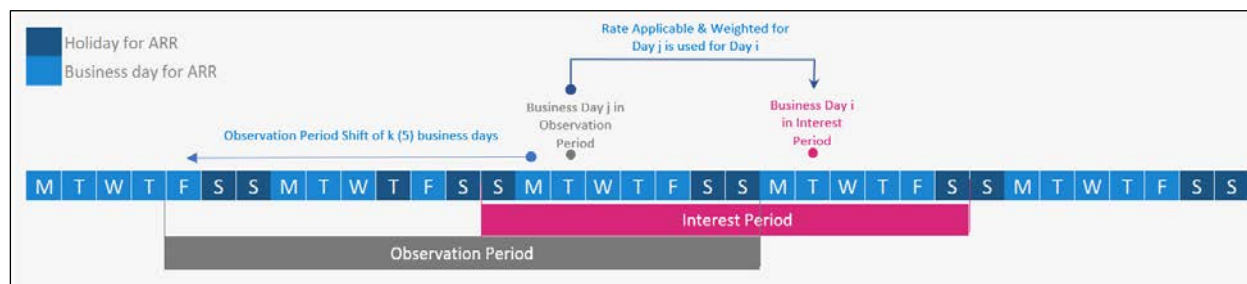 Holiday for ARR
Business day for ARR
Rate Applicable & Weighted for
Day j is used for Day i
Business Day j in
Observation
Period
Business Day i
in Interest
Period
Observation Period Shift of k (5) business days
M T W T F S S M T W T F S S M T W T F S S M T W T F S S M T W T F S S
Interest Period
Observation Period